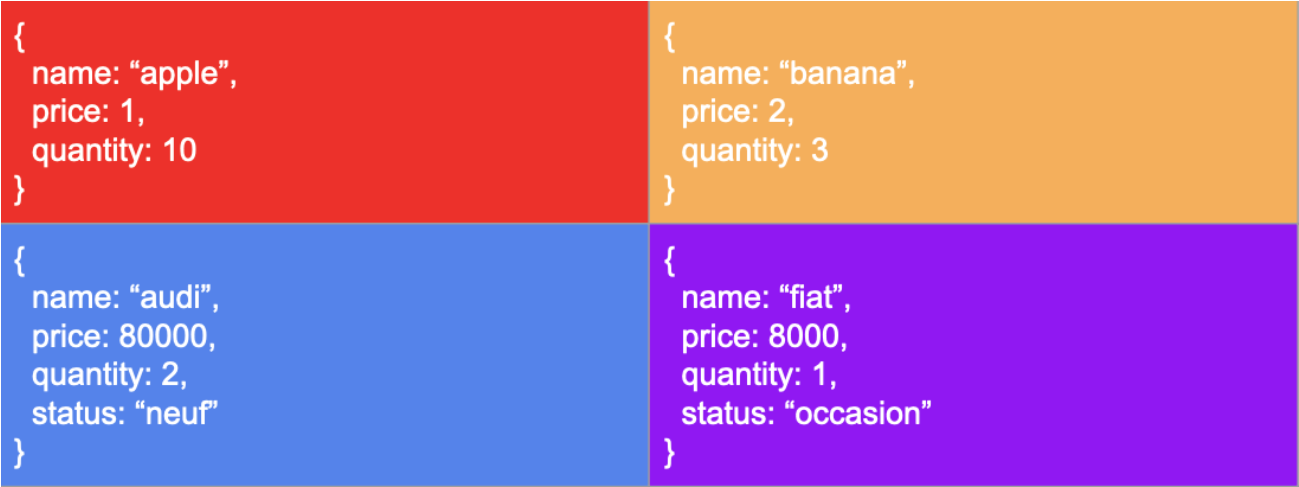 {
name: “apple”,
price: 1,
quantity: 10
}
{
name: “banana”,
price: 2,
quantity: 3
}
{
name: “audi”,
price: 80000,
quantity: 2,
status: “neuf”
}
{
name: “fiat”,
price: 8000,
quantity: 1,
status: “occasion”
}